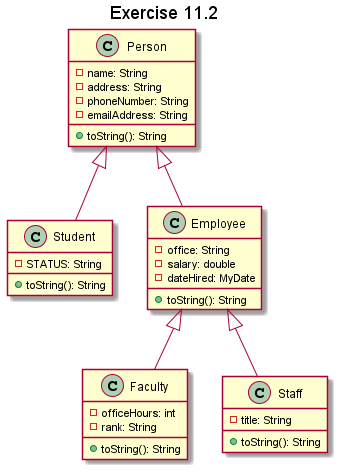 Exercise 11.2
C Person
name: String
address: String
phoneNumber: String
emailAddress: String
toString(): String
C Student
STATUS: String
toString(): String
C Employee
office: String
salary: double
dateHired: MyDate
toString(): String
C Faculty
officeHours: int
rank: String
toString(): String
C Staff
title: String
toString(): String